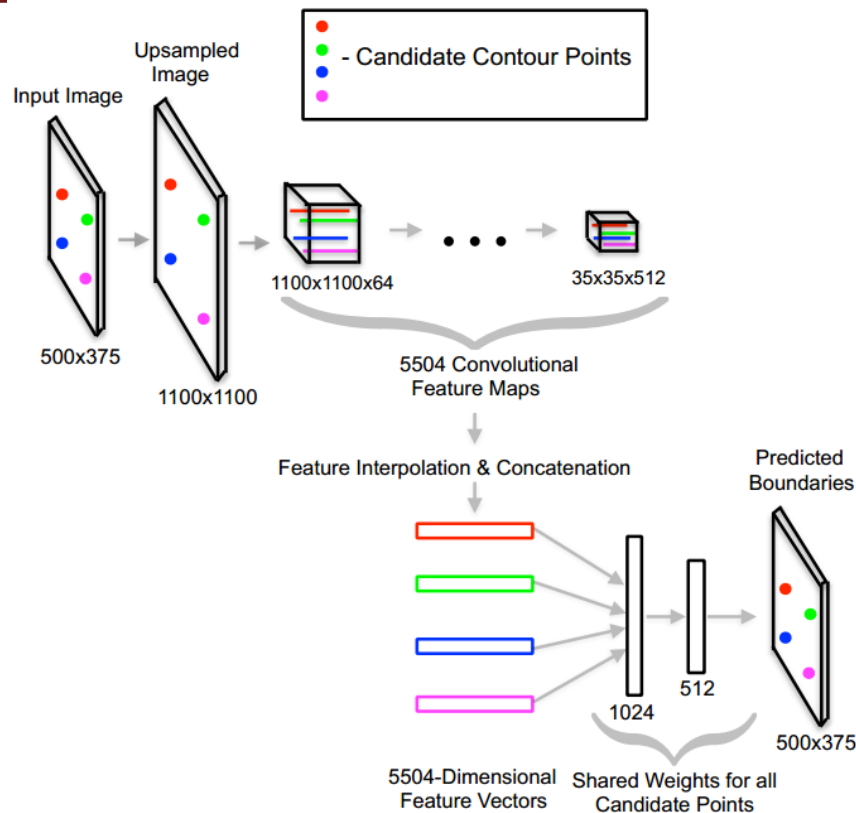 - Candidate Contour Points
Upsampled
Image
Input Image
1100x1100x64
35x35x512
500x375
1100x1100
5504 Convolutional
Feature Maps
Feature Interpolation & Concatenation
Predicted
Boundaries
1024
512
500x375
5504-Dimensional
Feature Vectors
Shared Weights for all
Candidate Points